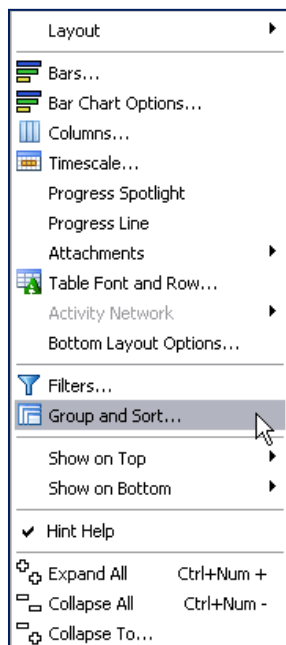 Layout
Bars...
Bar Chart Options...
Columns...
Timescale...
Progress Spotlight
Progress Line
Attachments
Table Font and Row...
Activity Network
Bottom Layout Options...
Filters...
Group and Sort...
Show on Top
Show on Bottom
Hint Help
Expand All Ctrl+Num +
Collapse All Ctrl+Num -
Collapse To...